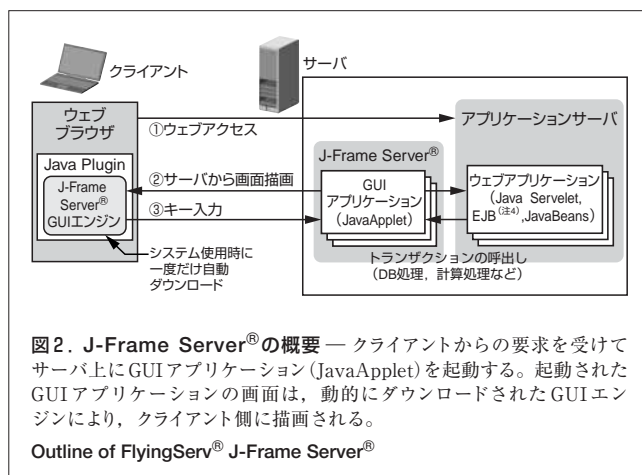 クライアント
サーバ
ウェブ
ブラウザ
①ウェブアクセス
アプリケーションサーバ
Java Plugin
J-Frame
Server®
GUIエンジン
②サーバから画面描画
③キー入力
J-Frame Server®
GUI
アプリケーション
(JavaApplet)
ウェブアプリケーション
(Java Servelet,
EJB(注4),JavaBeans)
システム使用時に
一度だけ自動
ダウンロード
トランザクションの呼出し
(DB処理，計算処理など)
図2．J-Frame Server®の概要 — クライアントからの要求を受けて
サーバ上にGUIアプリケーション(JavaApplet)を起動する。起動された
GUIアプリケーションの画面は，動的にダウンロードされたGUIエン
ジンにより，クライアント側に描画される。
Outline of FlyingServ® J-Frame Server®